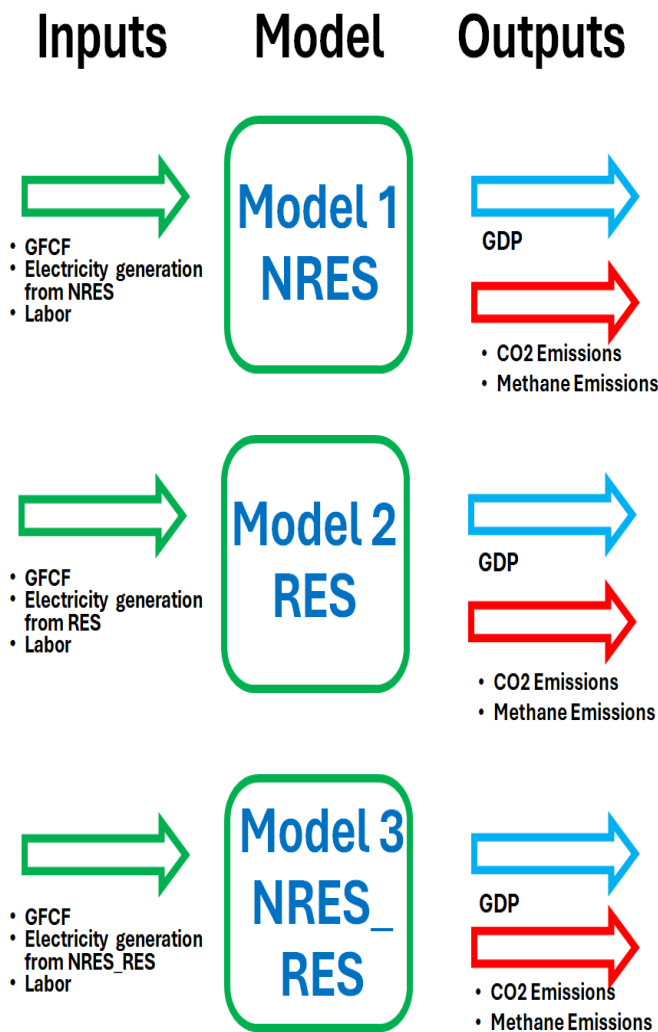 Inputs Model Outputs
Model 1
NRES
• GFCF
• Electricity generation
from NRES
• Labor
GDP
• CO2 Emissions
• Methane Emissions
Model 2
RES
• GFCF
• Electricity generation
from RES
• Labor
GDP
• CO2 Emissions
• Methane Emissions
Model 3
NRES_
RES
• GFCF
• Electricity generation
from NRES_RES
• Labor
GDP
• CO2 Emissions
• Methane Emissions